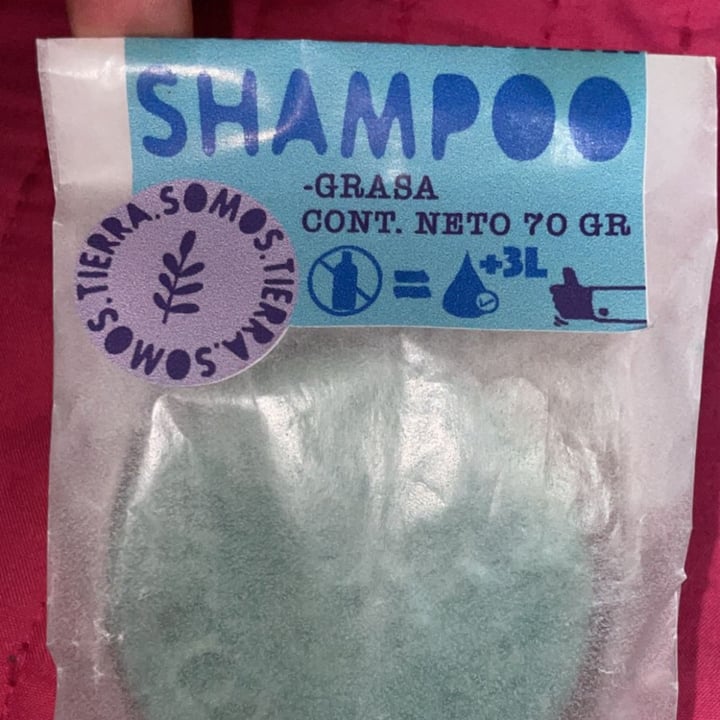 SHAMPOO
-GRASA
CONT. NETO 70 GR
+3L
SOMOS.TIERRA.SOMOS.TIERRA.